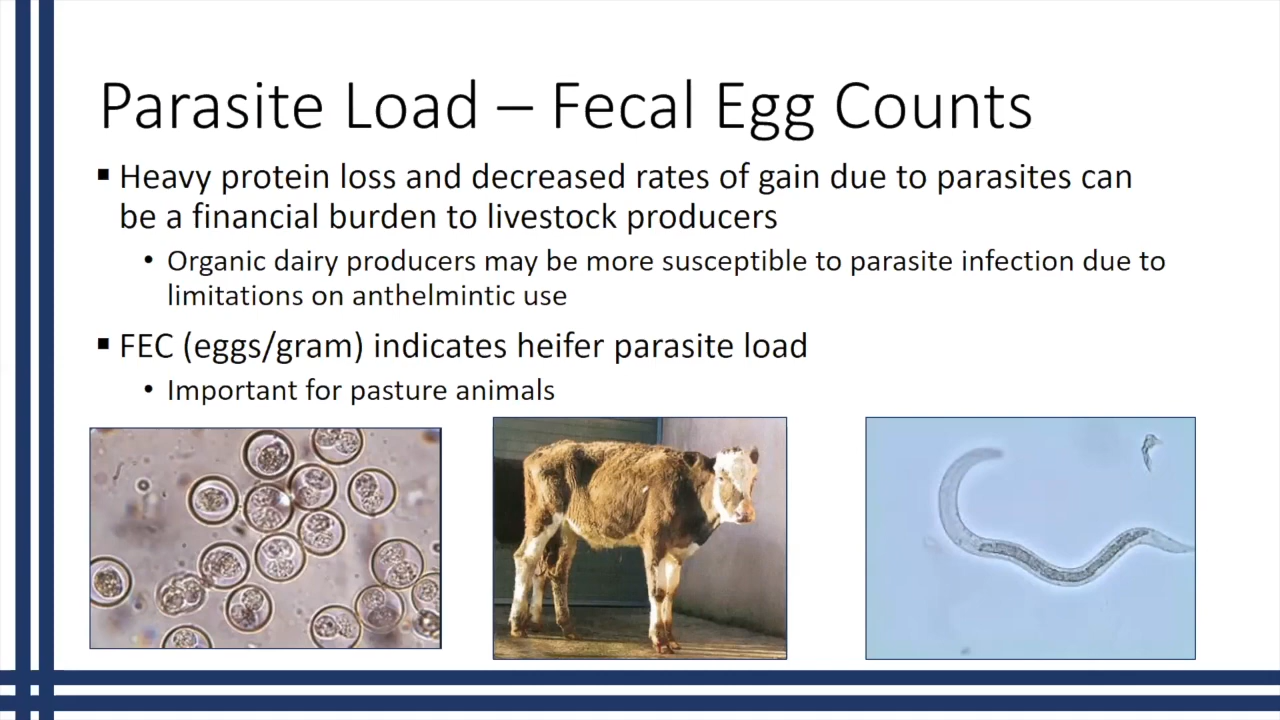 Parasite Load – Fecal Egg Counts
▪ Heavy protein loss and decreased rates of gain due to parasites can
be a financial burden to livestock producers
• Organic dairy producers may be more susceptible to parasite infection due to
limitations on anthelmintic use
▪ FEC (eggs/gram) indicates heifer parasite load
• Important for pasture animals